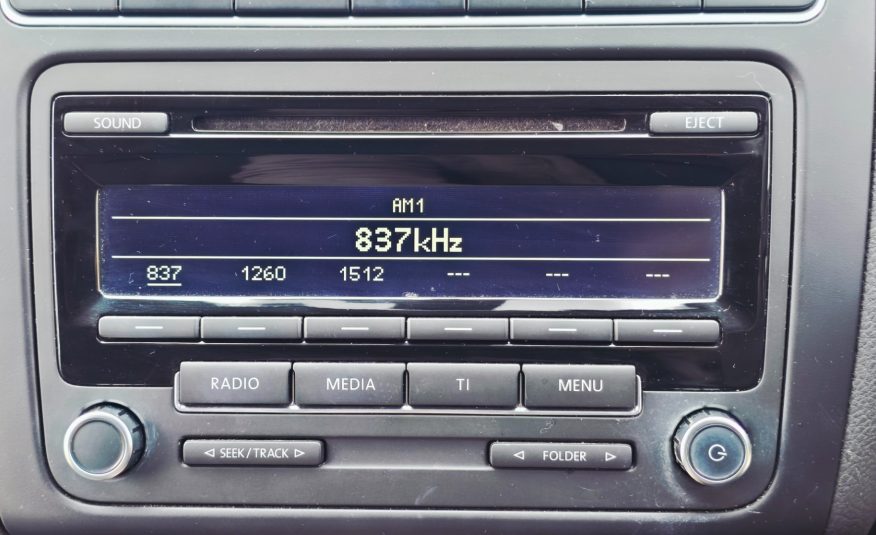 SOUND EJECT
AM1
837kHz
837 1260 1512 --- --- ---
RADIO MEDIA TI MENU
◁ SEEK/TRACK ▷ ◁ FOLDER ▷